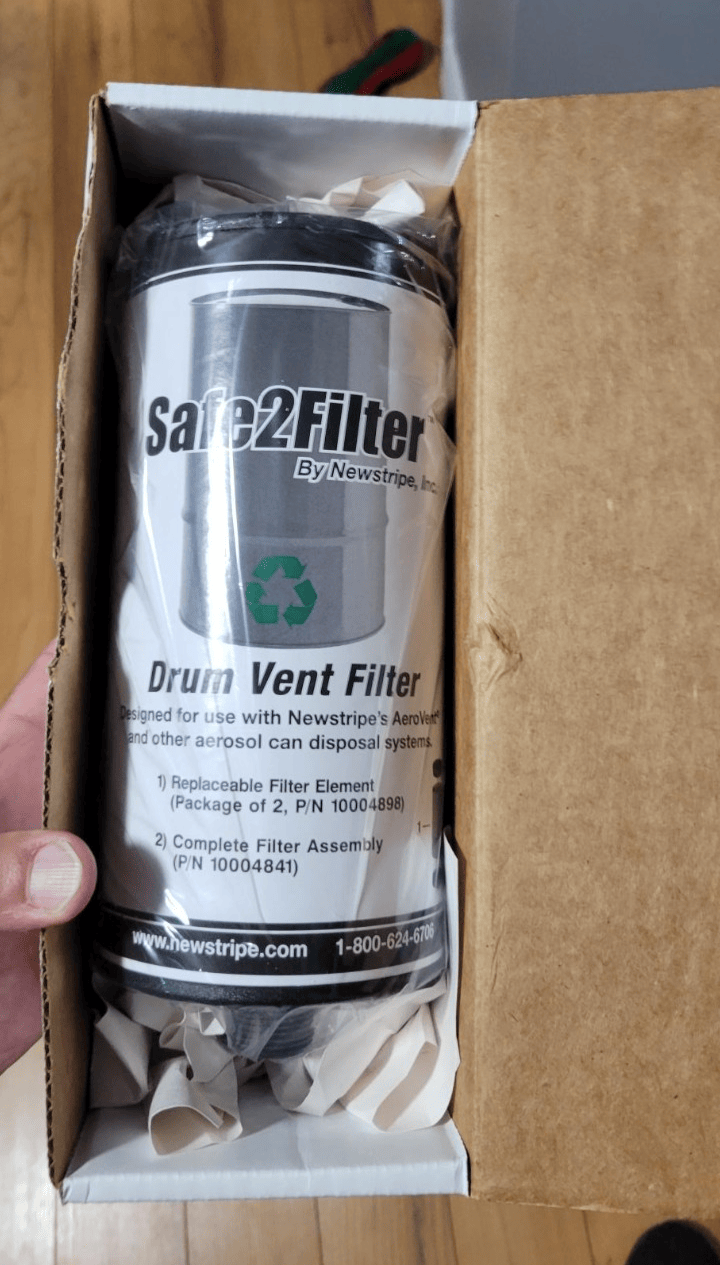 Safe2Filter
By Newstripe, Inc.
Drum Vent Filter
Designed for use with Newstripe's AeroVent®
and other aerosol can disposal systems.
1) Replaceable Filter Element
(Package of 2, P/N 10004898)
2) Complete Filter Assembly
(P/N 10004841)
1—
www.newstripe.com 1-800-624-6706